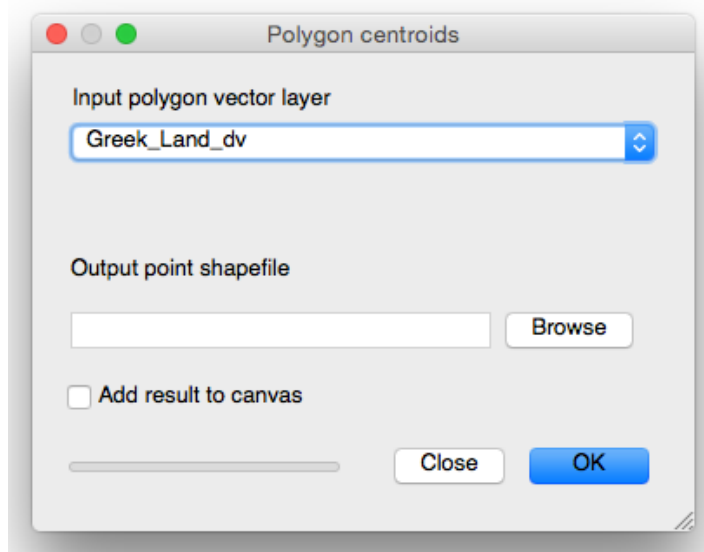 Polygon centroids
Input polygon vector layer
Greek_Land_dv
Output point shapefile
Browse
Add result to canvas
Close OK